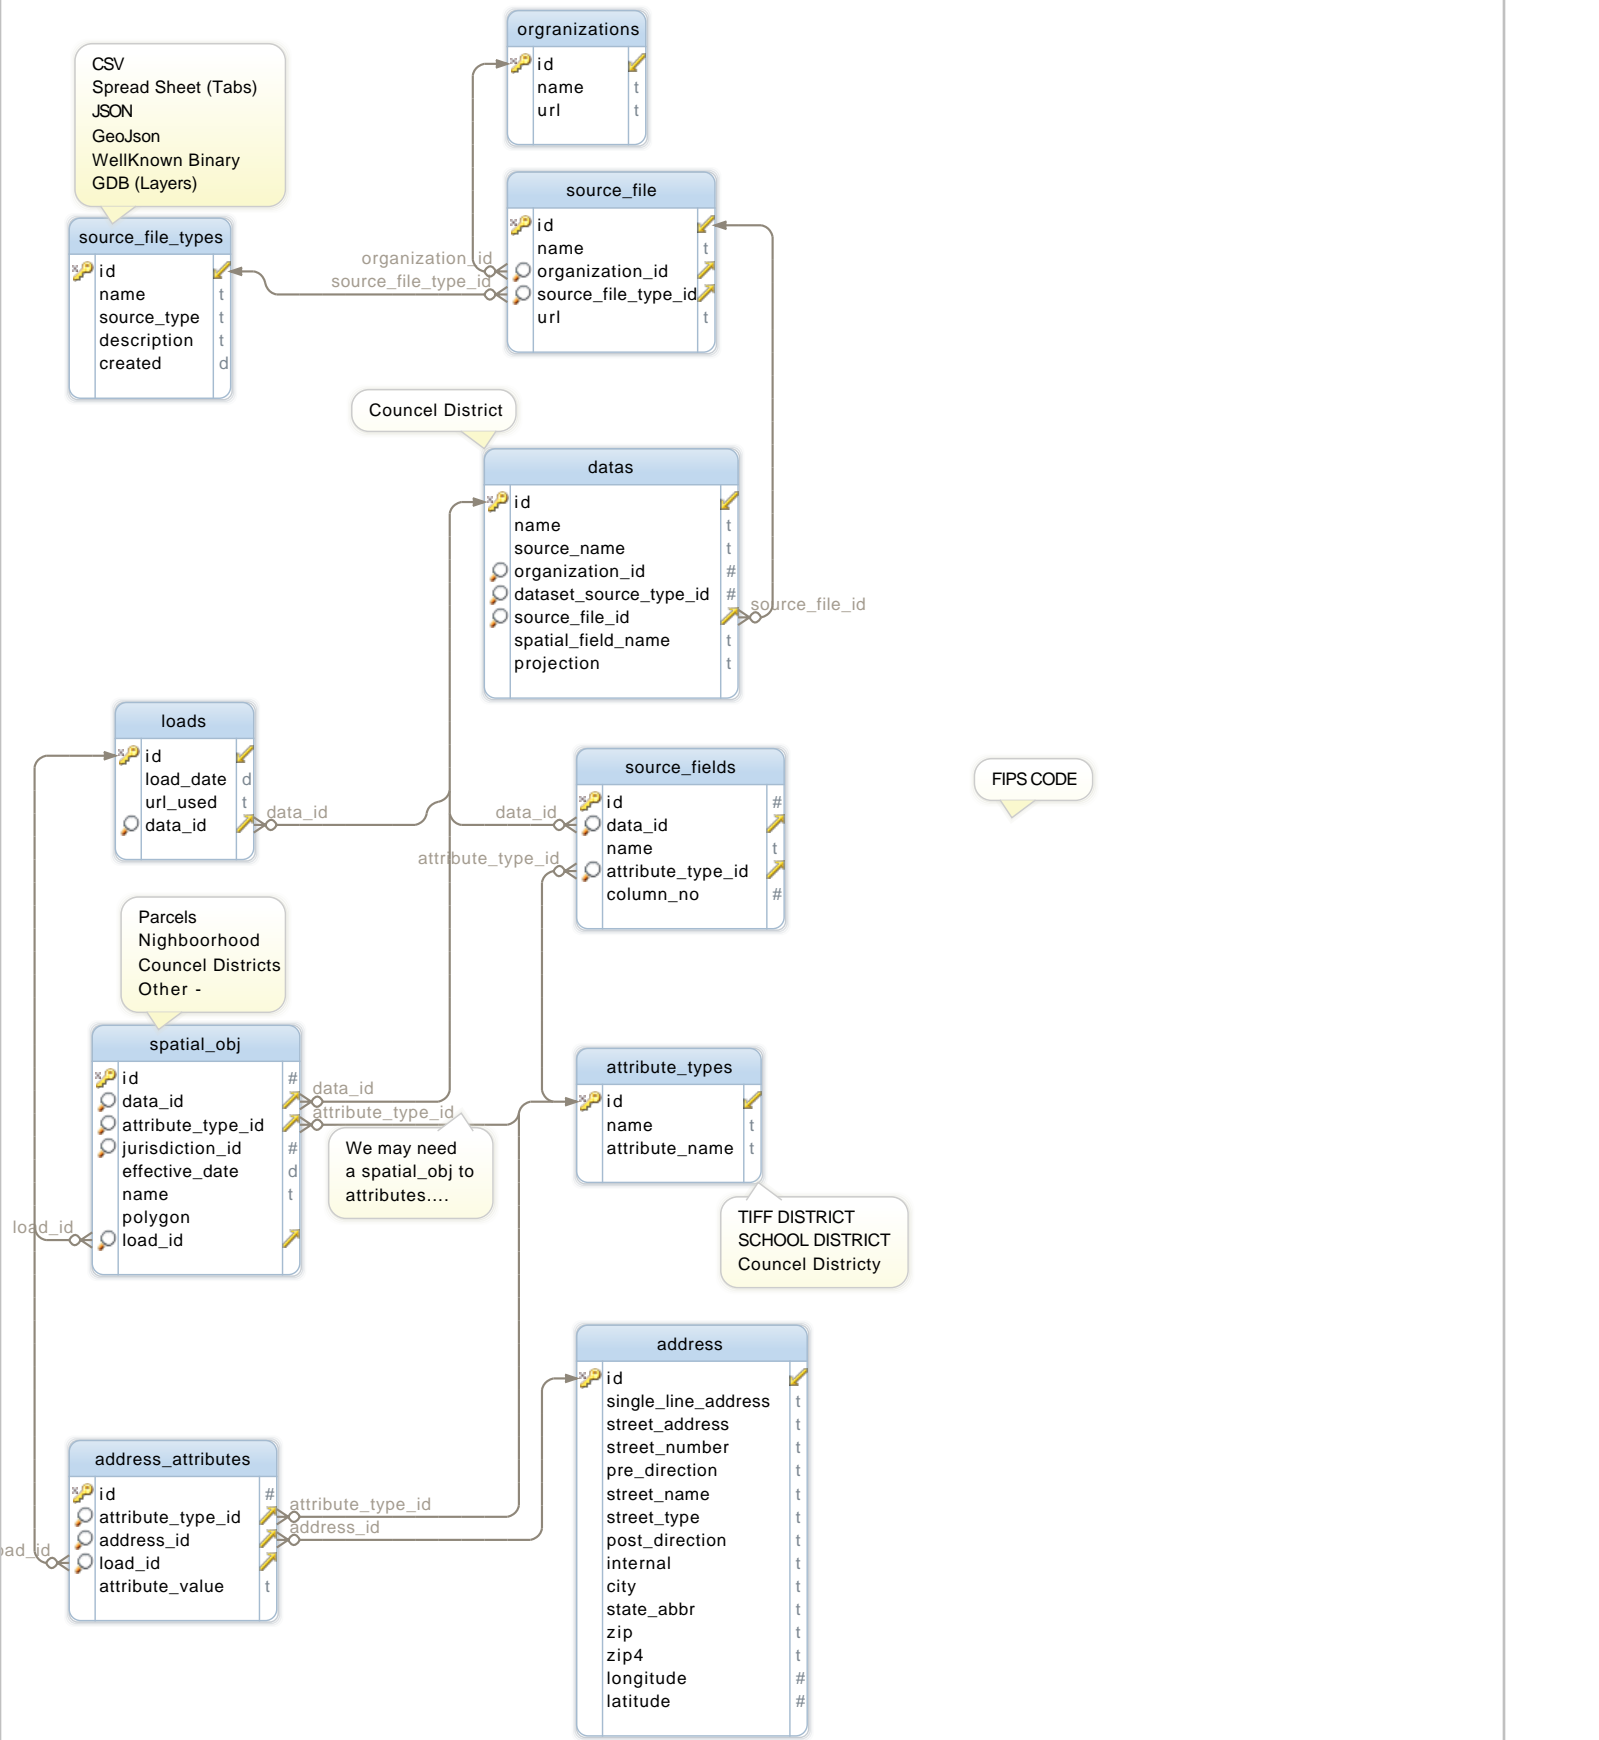 orgranizations
id
name t
url t
CSV
Spread Sheet (Tabs)
JSON
GeoJson
WellKnown Binary
GDB (Layers)
source_file
id
name t
organization_id
source_file_type_id
url t
organization_id
source_file_type_id
source_file_types
id
name t
source_type t
description t
created d
Councel District
datas
id
name t
source_name t
organization_id #
dataset_source_type_id #
source_file_id
spatial_field_name t
projection t
source_file_id
loads
id
load_date d
url_used t
data_id
data_id
source_fields
id #
data_id
name t
attribute_type_id
column_no #
data_id
attribute_type_id
FIPS CODE
Parcels
Nighboorhood
Councel Districts
Other -
spatial_obj
id #
data_id
attribute_type_id
jurisdiction_id #
effective_date d
name t
polygon
load_id
data_id
attribute_type_id
load_id
We may need
a spatial_obj to
attributes....
attribute_types
id
name t
attribute_name t
TIFF DISTRICT
SCHOOL DISTRICT
Councel Districty
address
id
single_line_address t
street_address t
street_number t
pre_direction t
street_name t
street_type t
post_direction t
internal t
city t
state_abbr t
zip t
zip4 t
longitude #
latitude #
address_attributes
id #
attribute_type_id
address_id
load_id
attribute_value t
attribute_type_id
address_id
oad_id